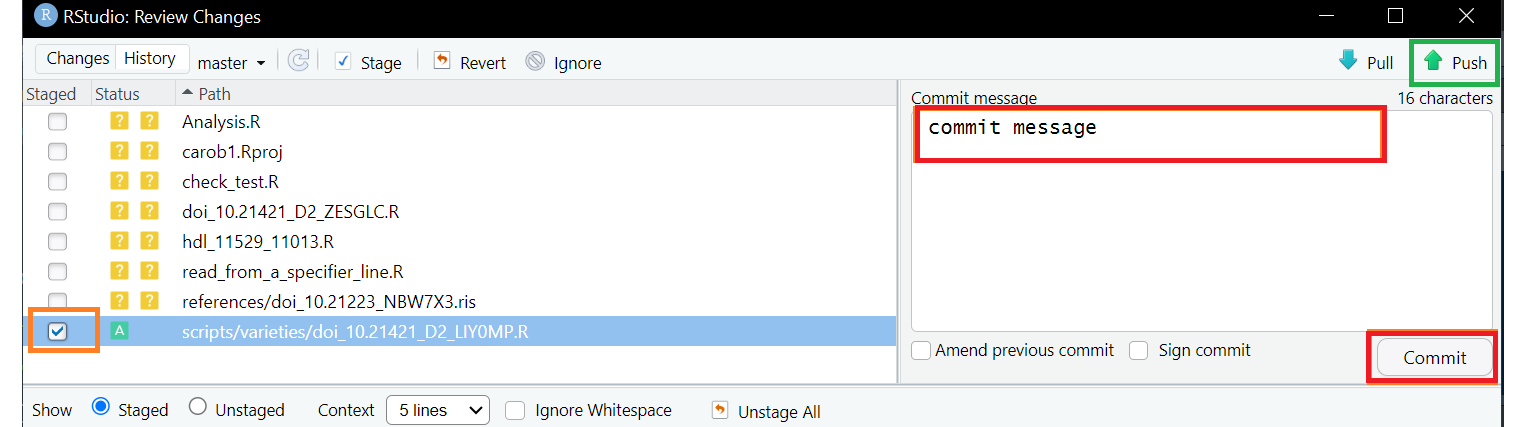 R RStudio: Review Changes
Changes History master Stage Revert Ignore Pull Push
Staged Status Path
Commit message 16 characters
commit message
? ? Analysis.R
? ? carob1.Rproj
? ? check_test.R
? ? doi_10.21421_D2_ZESGLC.R
? ? hdl_11529_11013.R
? ? read_from_a_specifier_line.R
? ? references/doi_10.21223_NBW7X3.ris
A scripts/varieties/doi_10.21421_D2_LIY0MP.R
Amend previous commit Sign commit Commit
Show Staged Unstaged Context 5 lines Ignore Whitespace Unstage All